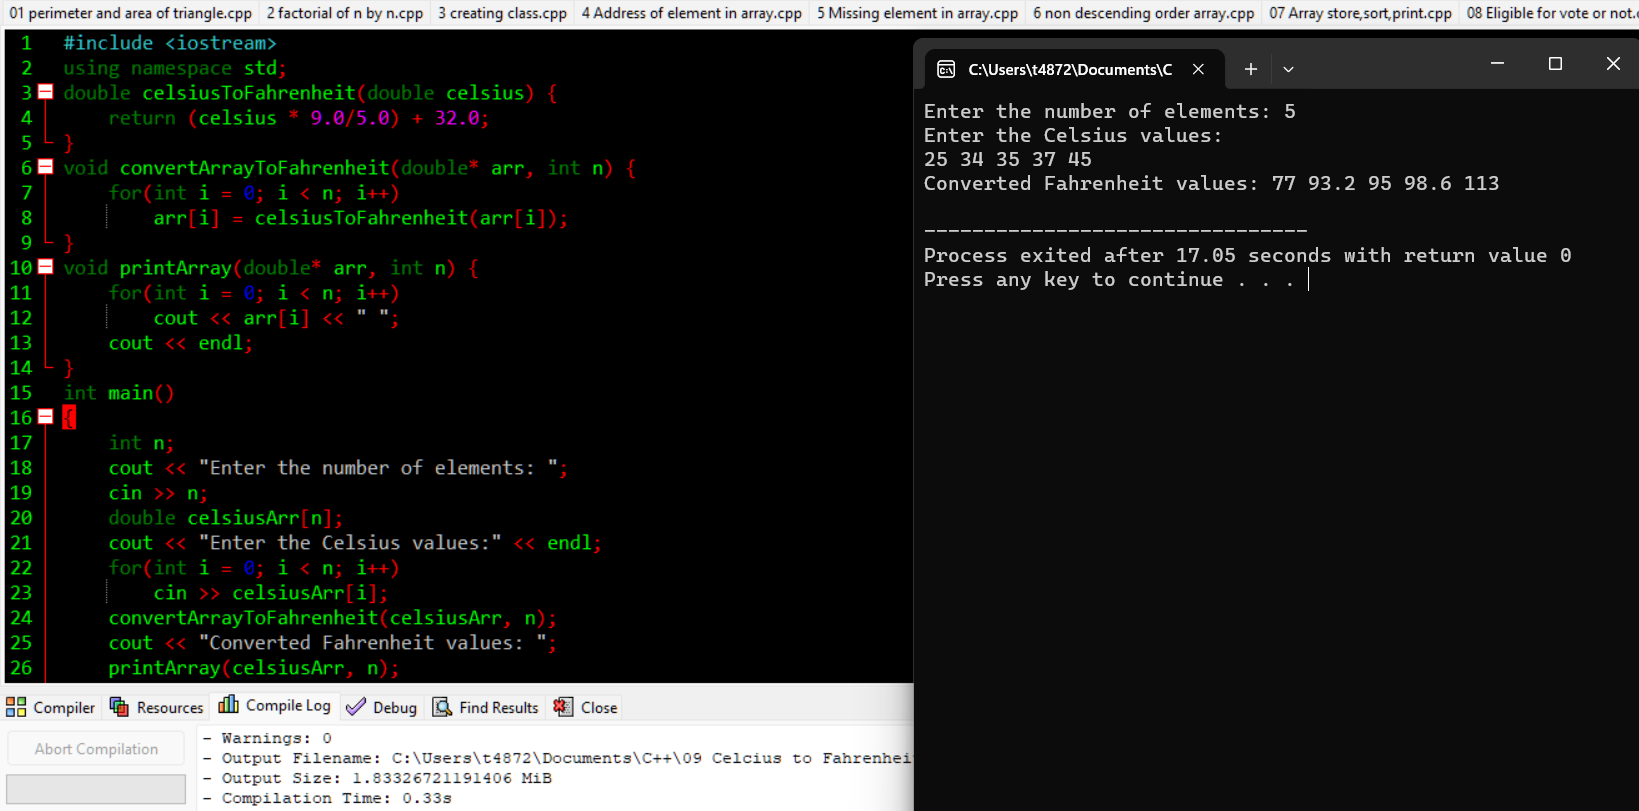 01 perimeter and area of triangle.cpp 2 factorial of n by n.cpp 3 creating class.cpp 4 Address of element in array.cpp 5 Missing element in array.cpp 6 non descending order array.cpp 07 Array store,sort,print.cpp 08 Eligible for vote or not.
1 #include <iostream>
2 using namespace std;
3 double celsiusToFahrenheit(double celsius) {
4 return (celsius * 9.0/5.0) + 32.0;
5 }
6 void convertArrayToFahrenheit(double* arr, int n) {
7 for(int i = 0; i < n; i++)
8 arr[i] = celsiusToFahrenheit(arr[i]);
9 }
10 void printArray(double* arr, int n) {
11 for(int i = 0; i < n; i++)
12 cout << arr[i] << " ";
13 cout << endl;
14 }
15 int main()
16 {
17 int n;
18 cout << "Enter the number of elements: ";
19 cin >> n;
20 double celsiusArr[n];
21 cout << "Enter the Celsius values:" << endl;
22 for(int i = 0; i < n; i++)
23 cin >> celsiusArr[i];
24 convertArrayToFahrenheit(celsiusArr, n);
25 cout << "Converted Fahrenheit values: ";
26 printArray(celsiusArr, n);
C:\Users\t4872\Documents\C
Enter the number of elements: 5
Enter the Celsius values:
25 34 35 37 45
Converted Fahrenheit values: 77 93.2 95 98.6 113
--------------------------------
Process exited after 17.05 seconds with return value 0
Press any key to continue . . .
Compiler Resources Compile Log Debug Find Results Close
Abort Compilation
- Warnings: 0
- Output Filename: C:\Users\t4872\Documents\C++\09 Celcius to Fahrenhei
- Output Size: 1.83326721191406 MiB
- Compilation Time: 0.33s